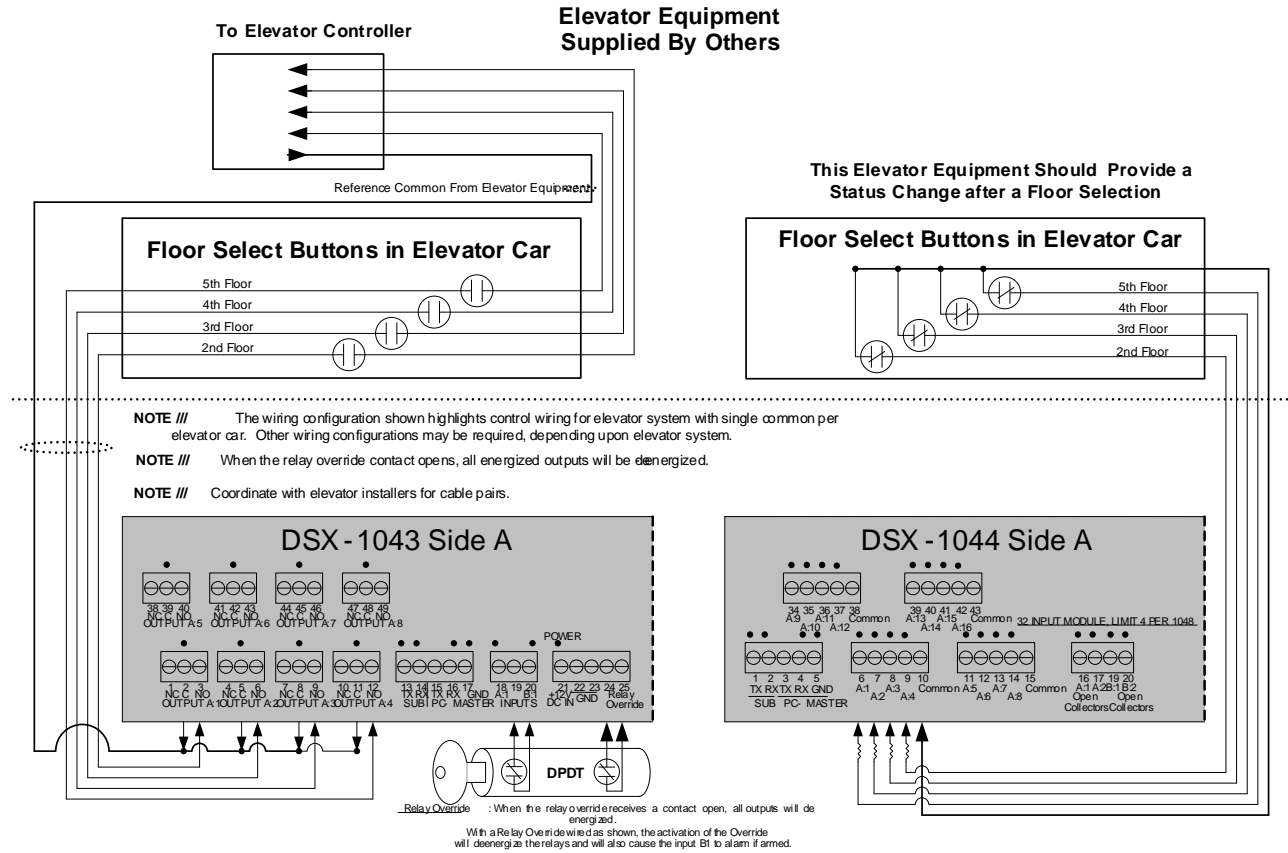 Elevator Equipment
Supplied By Others
To Elevator Controller
Reference Common From Elevator Equipment
This Elevator Equipment Should Provide a
Status Change after a Floor Selection
Floor Select Buttons in Elevator Car
5th Floor
4th Floor
3rd Floor
2nd Floor
Floor Select Buttons in Elevator Car
5th Floor
4th Floor
3rd Floor
2nd Floor
NOTE /// The wiring configuration shown highlights control wiring for elevator system with single common per
elevator car. Other wiring configurations may be required, depending upon elevator system.
NOTE /// When the relay override contact opens, all energized outputs will be de-energized.
NOTE /// Coordinate with elevator installers for cable pairs.
DSX - 1043 Side A
38 39 40
NC C NO
OUTPUT A:5
41 42 43
NC C NO
OUTPUT A:6
44 45 46
NC C NO
OUTPUT A:7
47 48 49
NC C NO
OUTPUT A:8
POWER
1 2 3
NC C NO
OUTPUT A:1
4 5 6
NC C NO
OUTPUT A:2
7 8 9
NC C NO
OUTPUT A:3
10 11 12
NC C NO
OUTPUT A:4
13 14 15 16 17
TX RX TX RX GND
SUB PC- MASTER
18 19 20
A:1 B:1
INPUTS
21 22 23 24 25
+12V GND Relay
DC IN Override
DSX - 1044 Side A
34 35 36 37 38
A:9 A:11 Common
A:10 A:12
39 40 41 42 43
A:13 A:15 Common
A:14 A:16
32 INPUT MODULE, LIMIT 4 PER 1048
1 2 3 4 5
TX RX TX RX GND
SUB PC- MASTER
6 7 8 9 10
A:1 A:3 Common
A:2 A:4
11 12 13 14 15
A:5 A:7 Common
A:6 A:8
16 17 19 20
A:1 A:2 B:1 B:2
Open Open
Collectors Collectors
DPDT
Relay Override : When the relay override receives a contact open, all outputs will de
energized.
With a Relay Override wired as shown, the activation of the Override
will deenergize the relays and will also cause the input B1 to alarm if armed.